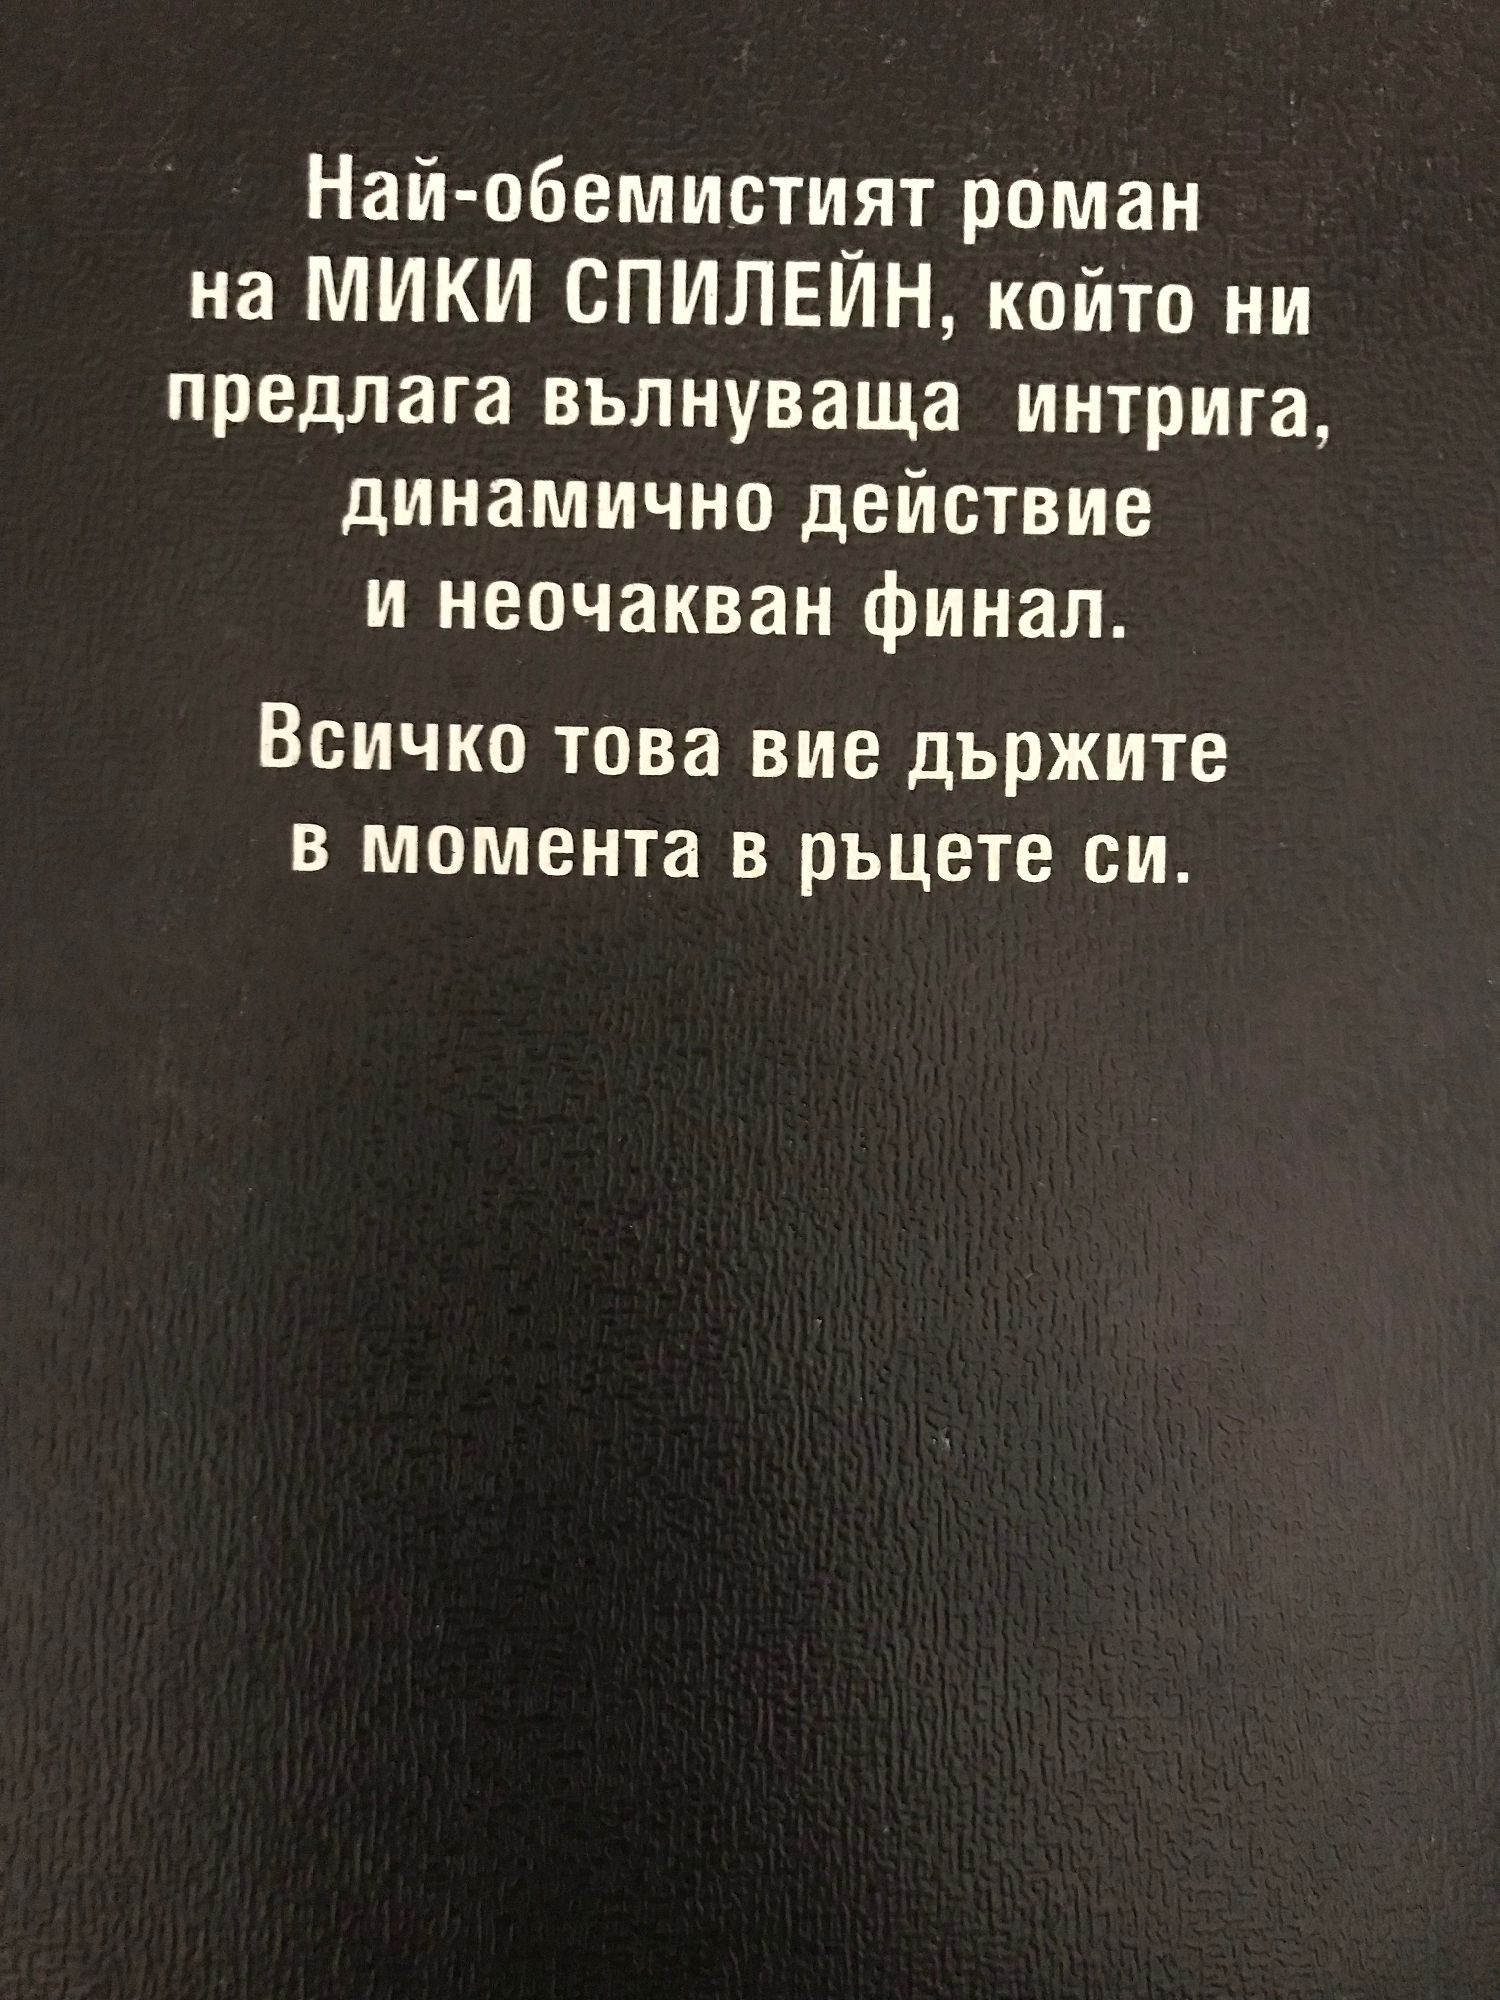 Най-обемистият роман
на МИКИ СПИЛЕЙН, който ни
предлага вълнуваща интрига,
динамично действие
и неочакван финал.
Всичко това вие държите
в момента в ръцете си.